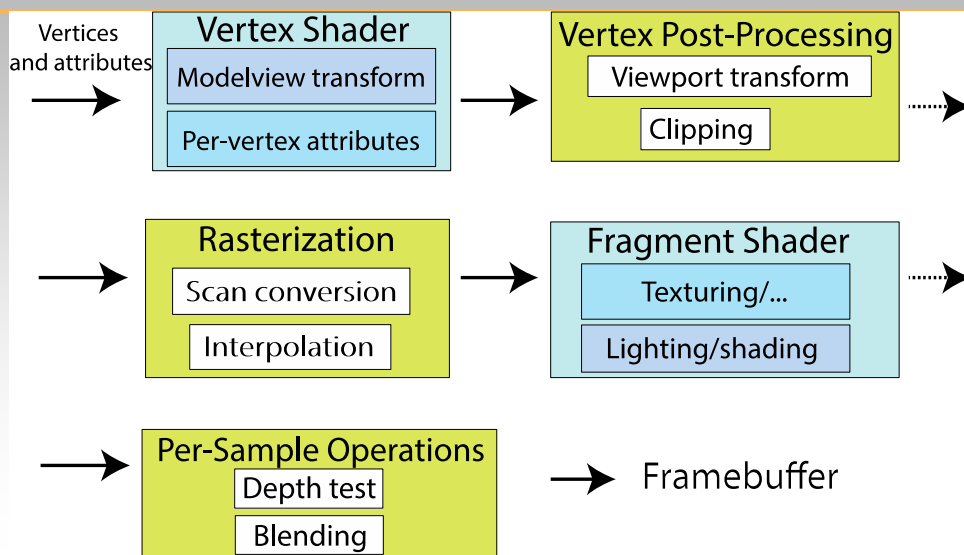 Vertices
and attributes
Vertex Shader
Modelview transform
Per-vertex attributes
Vertex Post-Processing
Viewport transform
Clipping
Rasterization
Scan conversion
Interpolation
Fragment Shader
Texturing/...
Lighting/shading
Per-Sample Operations
Depth test
Blending
Framebuffer